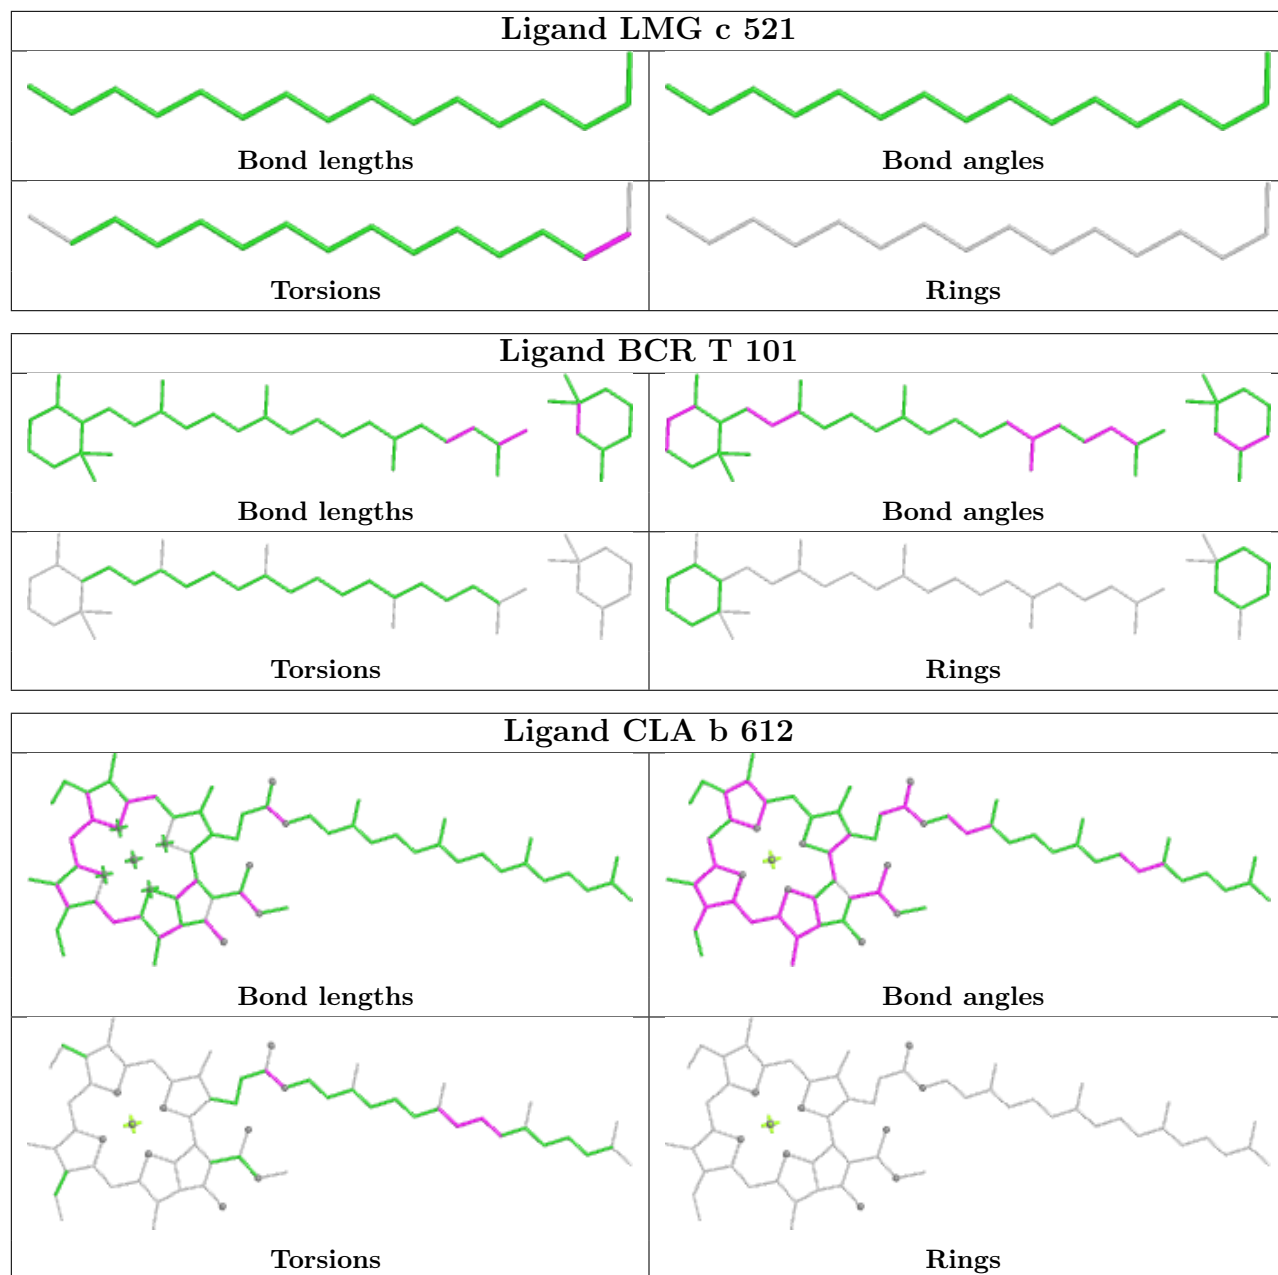 Ligand LMG c 521
Bond lengths
Bond angles
Torsions
Rings
Ligand BCR T 101
Bond lengths
Bond angles
Torsions
Rings
Ligand CLA b 612
Bond lengths
Bond angles
Torsions
Rings